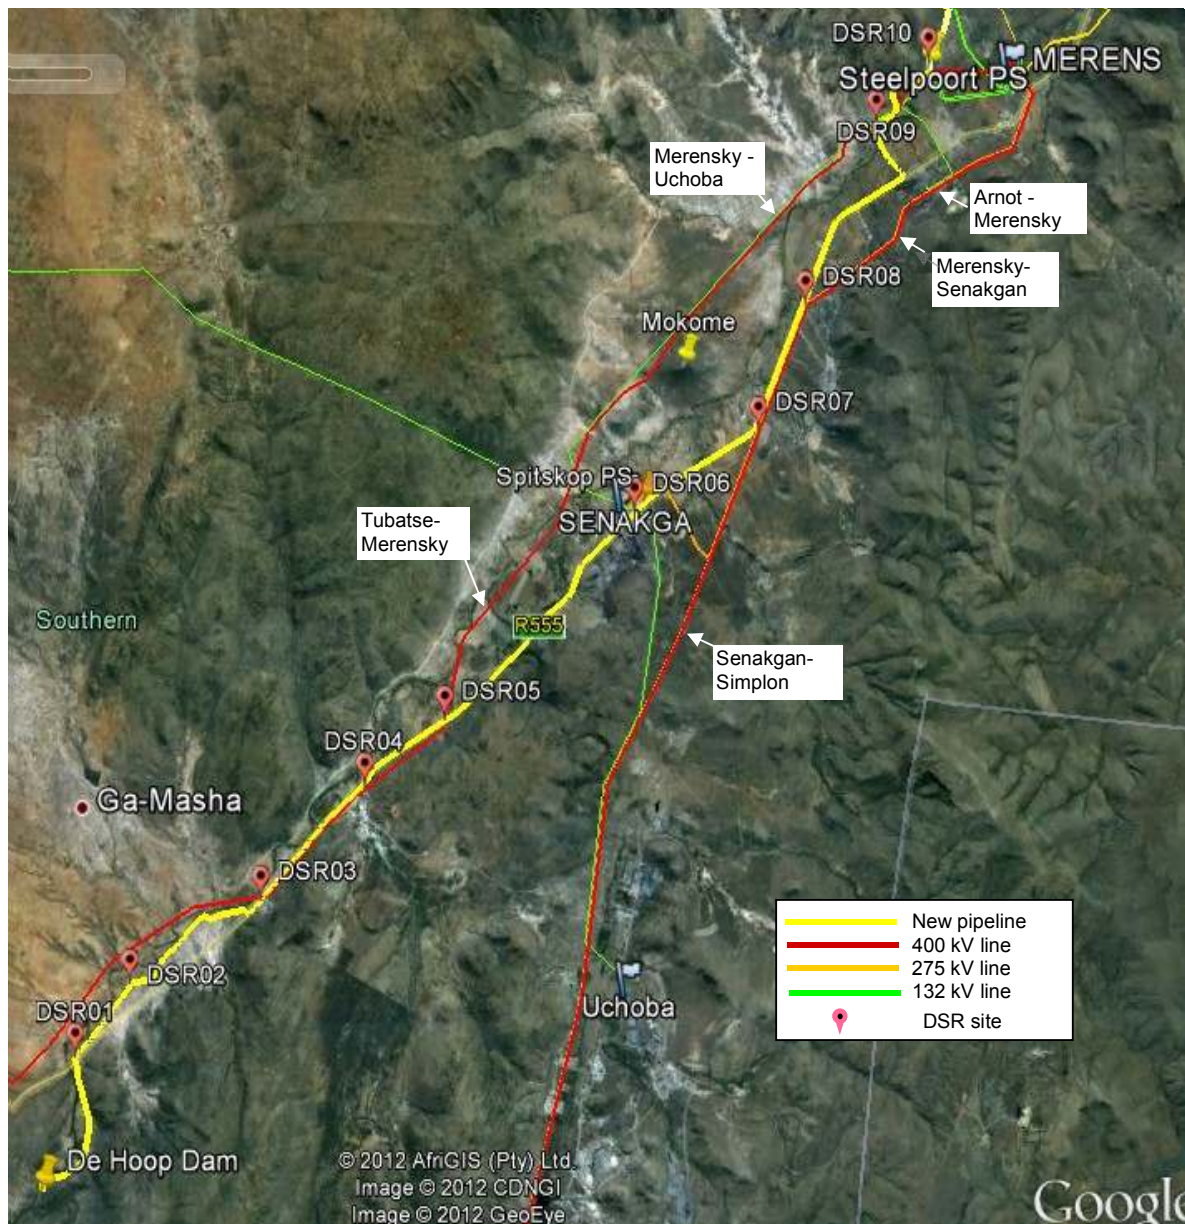 DSR10
MERENS
Steelpoort PS
DSR09
Merensky -
Uchoba
Arnot -
Merensky
Merensky-
Senakgan
DSR08
Mokome
DSR07
Spitskop PS
DSR06
SENAKGA
Tubatse-
Merensky
Southern
R555
Senakgan-
Simplon
DSR05
DSR04
Ga-Masha
DSR03
New pipeline
400 kV line
275 kV line
132 kV line
DSR site
DSR02
DSR01
Uchoba
De Hoop Dam
© 2012 AfriGIS (Pty) Ltd.
Image © 2012 CDNGI
Image © 2012 GeoEye
Google